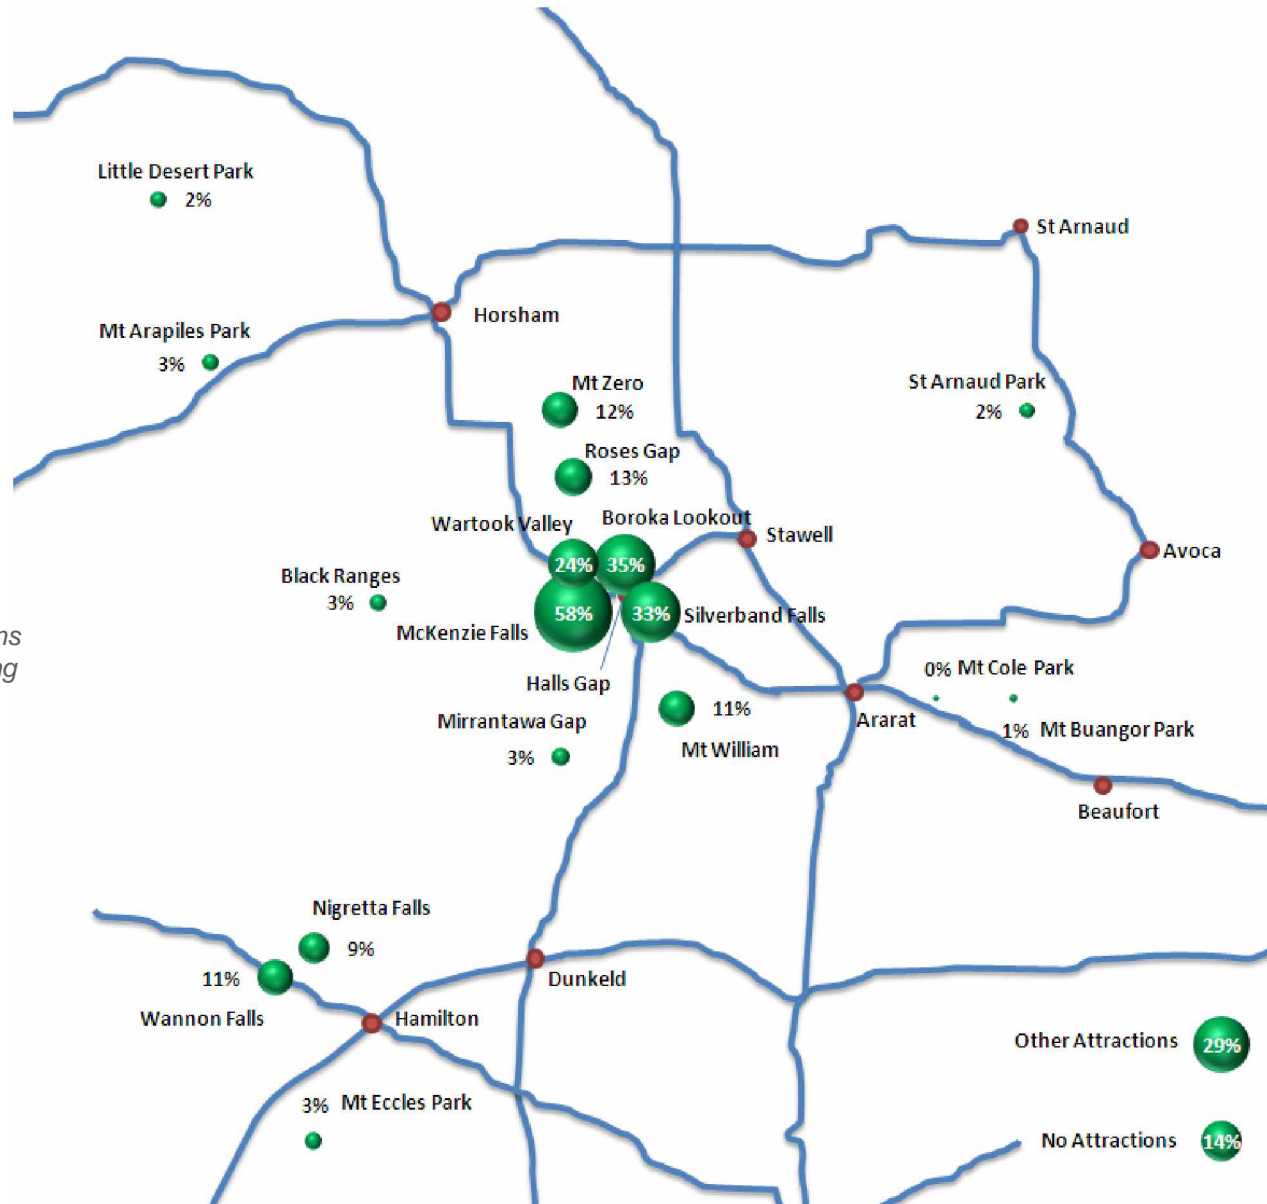 Little Desert Park
2%
St Arnaud
Horsham
Mt Arapiles Park
3%
Mt Zero
12%
St Arnaud Park
2%
Roses Gap
13%
Wartook Valley
Boroka Lookout
Stawell
Avoca
24%
35%
Black Ranges
3%
58%
33%
Silverband Falls
McKenzie Falls
ns
ng
0% Mt Cole Park
Halls Gap
11%
Mirrantawa Gap
Ararat
1% Mt Buangor Park
Mt William
3%
Beaufort
Nigretta Falls
9%
11%
Dunkeld
Wannon Falls
Hamilton
Other Attractions
29%
3% Mt Eccles Park
No Attractions
14%